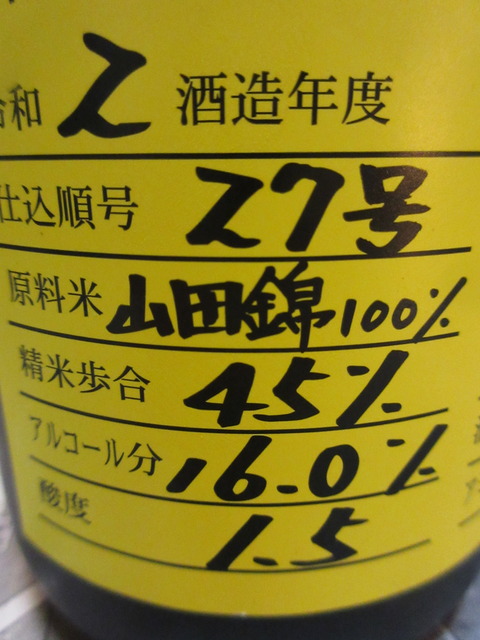 令和 2 酒造年度
仕込順号 27号
原料米 山田錦100%
精米歩合 45%
アルコール分 16.0%
酸度 1.5